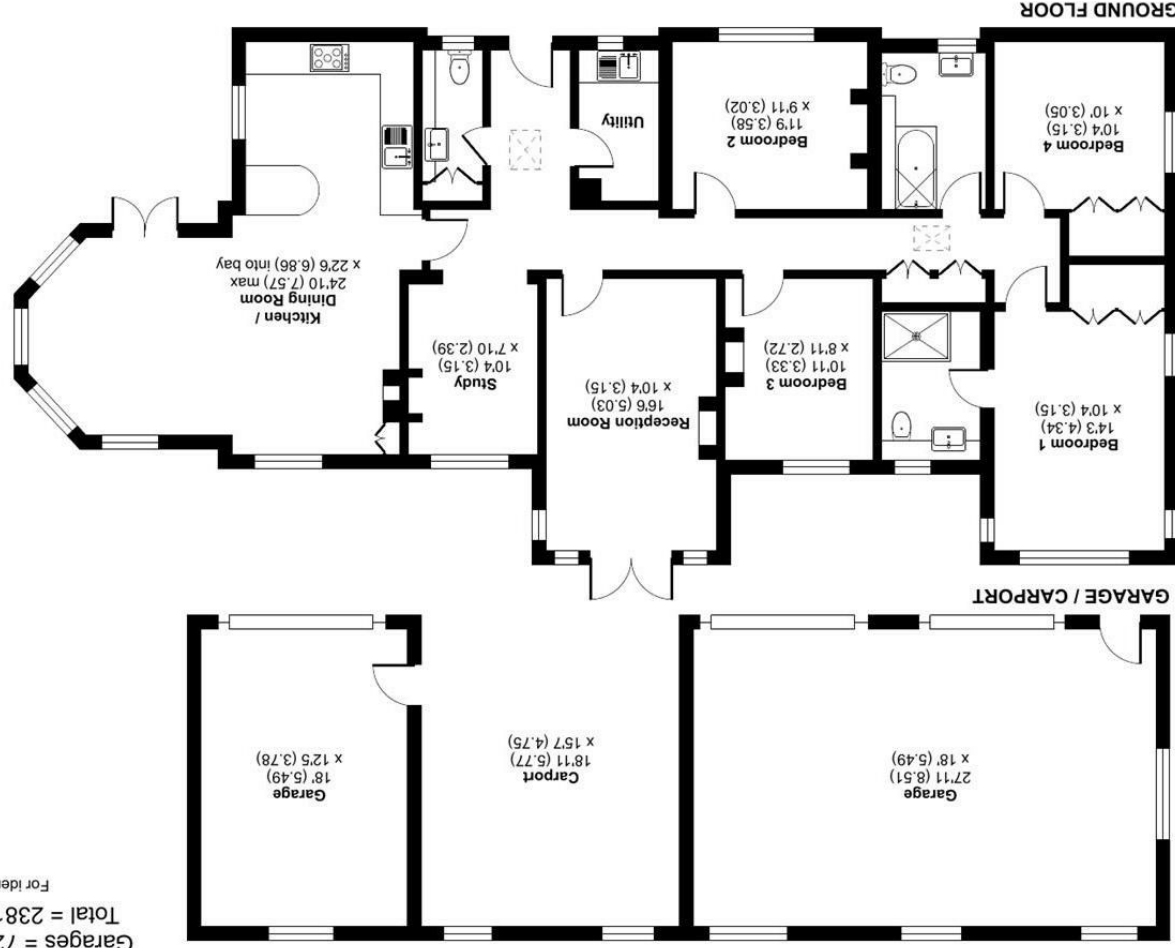 Garages = 72
Total = 2381
For iden
Garage
27'11 (8.51)
x 18' (5.49)
Carport
18'11 (5.77)
x 15'7 (4.75)
Garage
18' (5.49)
x 12'5 (3.78)
GARAGE / CARPORT
Bedroom 1
14'3 (4.34)
x 10'4 (3.15)
Bedroom 3
10'11 (3.33)
x 8'11 (2.72)
Reception Room
16'6 (5.03)
x 10'4 (3.15)
Study
10'4 (3.15)
x 7'10 (2.39)
Kitchen /
Dining Room
24'10 (7.57) max
x 22'6 (6.86) into bay
Bedroom 4
10'4 (3.15)
x 10' (3.05)
Bedroom 2
11'9 (3.58)
x 9'11 (3.02)
Utility
GROUND FLOOR